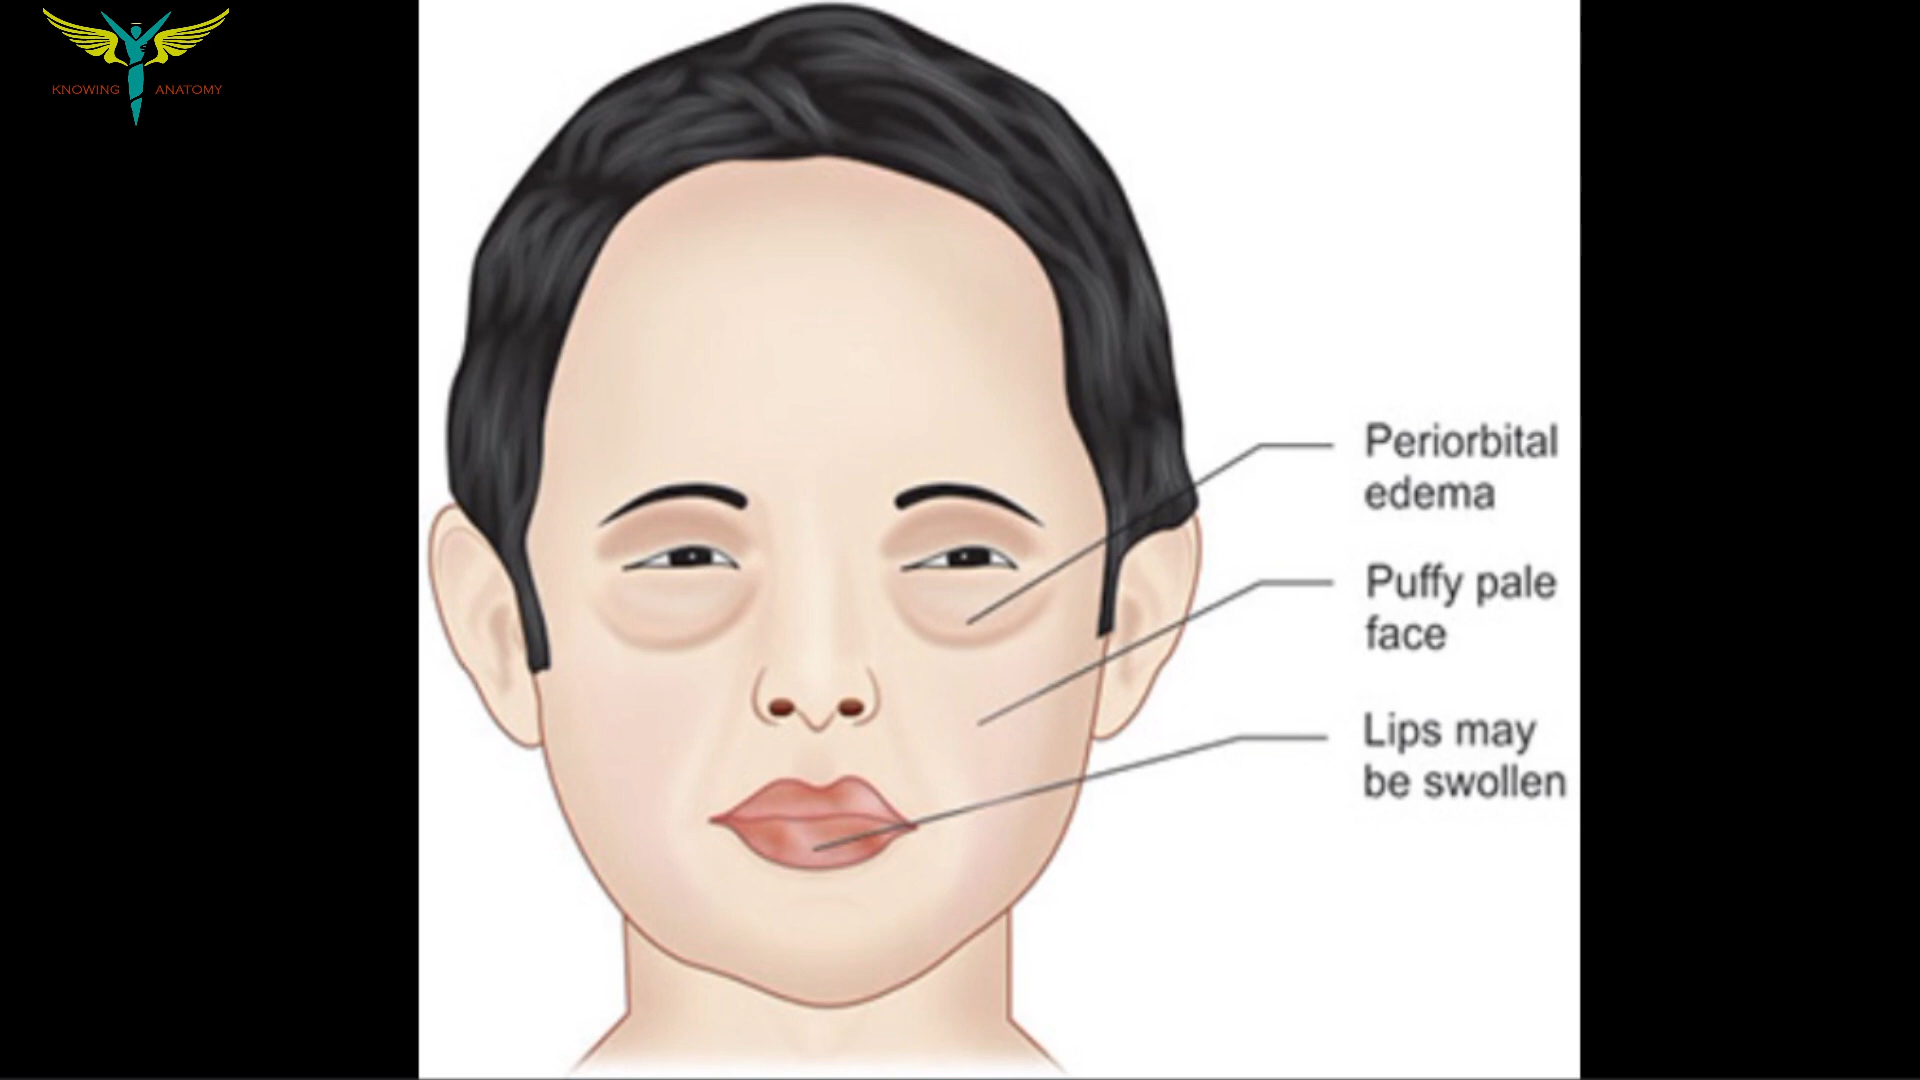 KNOWING ANATOMY
Periorbital
edema
Puffy pale
face
Lips may
be swollen